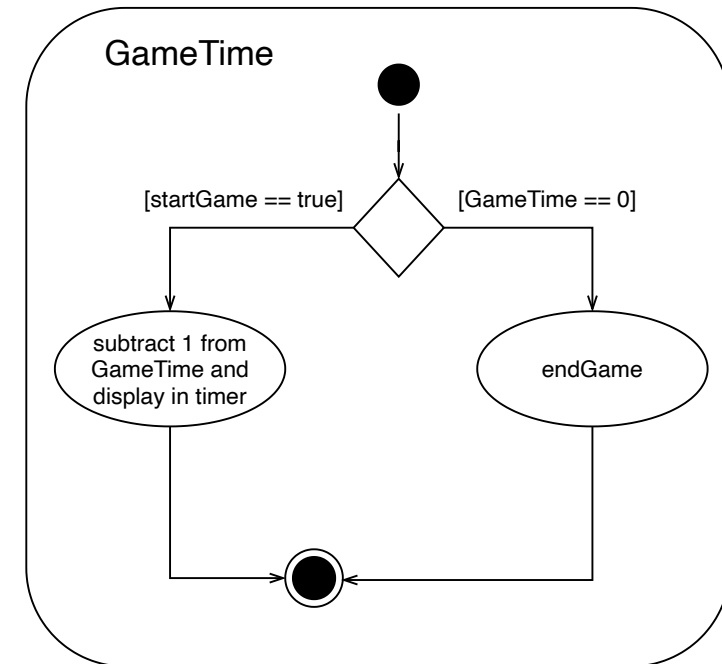 GameTime
[startGame == true]
[GameTime == 0]
subtract 1 from
GameTime and
display in timer
endGame